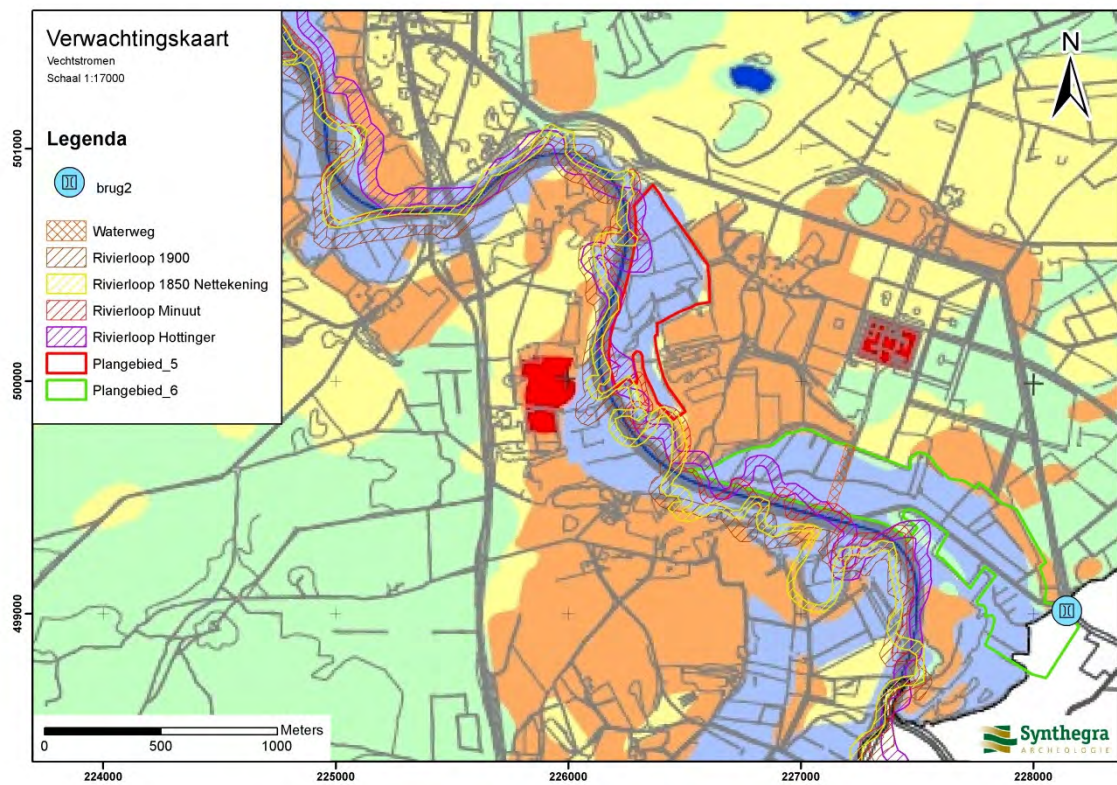 Verwachtingskaart
Vechtstromen
Schaal 1:17000
Legenda
brug2
Waterweg
Rivierloop 1900
Rivierloop 1850 Nettekening
Rivierloop Minuut
Rivierloop Hottinger
Plangebied_5
Plangebied_6
N
501000
500000
499000
0 500 1000 Meters
Synthegra
ARCHEOLOGIE
224000 225000 226000 227000 228000